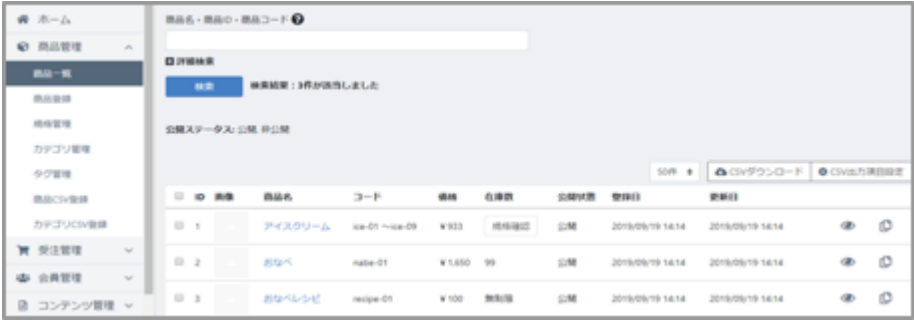 ホーム
商品管理
商品一覧
商品登録
規格管理
カテゴリ管理
タグ管理
商品CSV登録
カテゴリCSV登録
受注管理
会員管理
コンテンツ管理
商品名・商品ID・商品コード
詳細検索
検索 検索結果：3件が該当しました
公開ステータス: 公開, 非公開
50件 CSVダウンロード CSV出力項目設定
ID 画像 商品名 コード 価格 在庫数 公開状態 登録日 更新日
1 アイスクリーム ice-01 ～ice-09 ¥ 933 規格確認 公開 2019/09/19 14:14 2019/09/19 14:14
2 おなべ nabe-01 ¥ 1,650 99 公開 2019/09/19 14:14 2019/09/19 14:14
3 おなべレシピ recipe-01 ¥ 100 無制限 公開 2019/09/19 14:14 2019/09/19 14:14